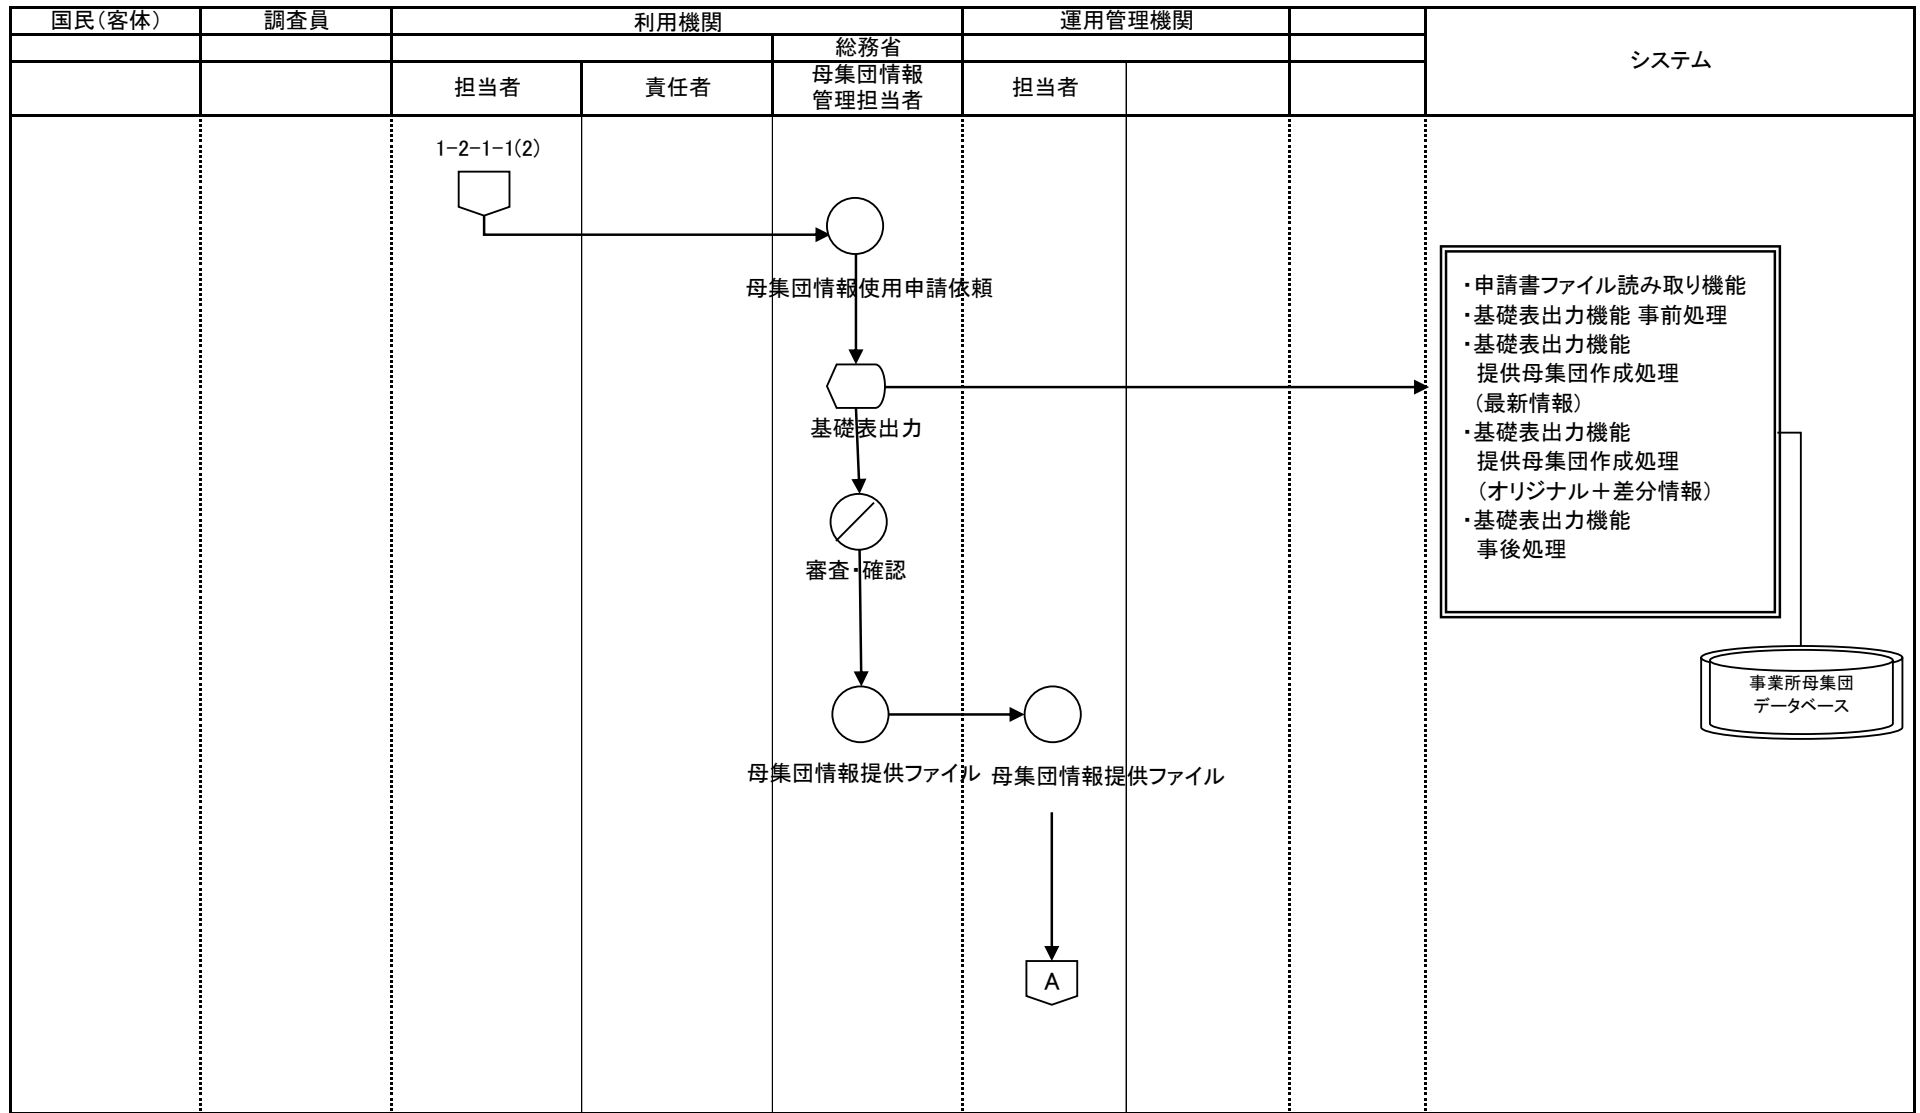 国民(客体)
調査員
利用機関
運用管理機関
システム
総務省
担当者
責任者
母集団情報
管理担当者
担当者
1-2-1-1(2)
母集団情報使用申請依頼
・申請書ファイル読み取り機能
・基礎表出力機能 事前処理
・基礎表出力機能
提供母集団作成処理
(最新情報)
・基礎表出力機能
提供母集団作成処理
(オリジナル+差分情報)
・基礎表出力機能
事後処理
基礎表出力
審査・確認
事業所母集団
データベース
母集団情報提供ファイル
母集団情報提供ファイル
A